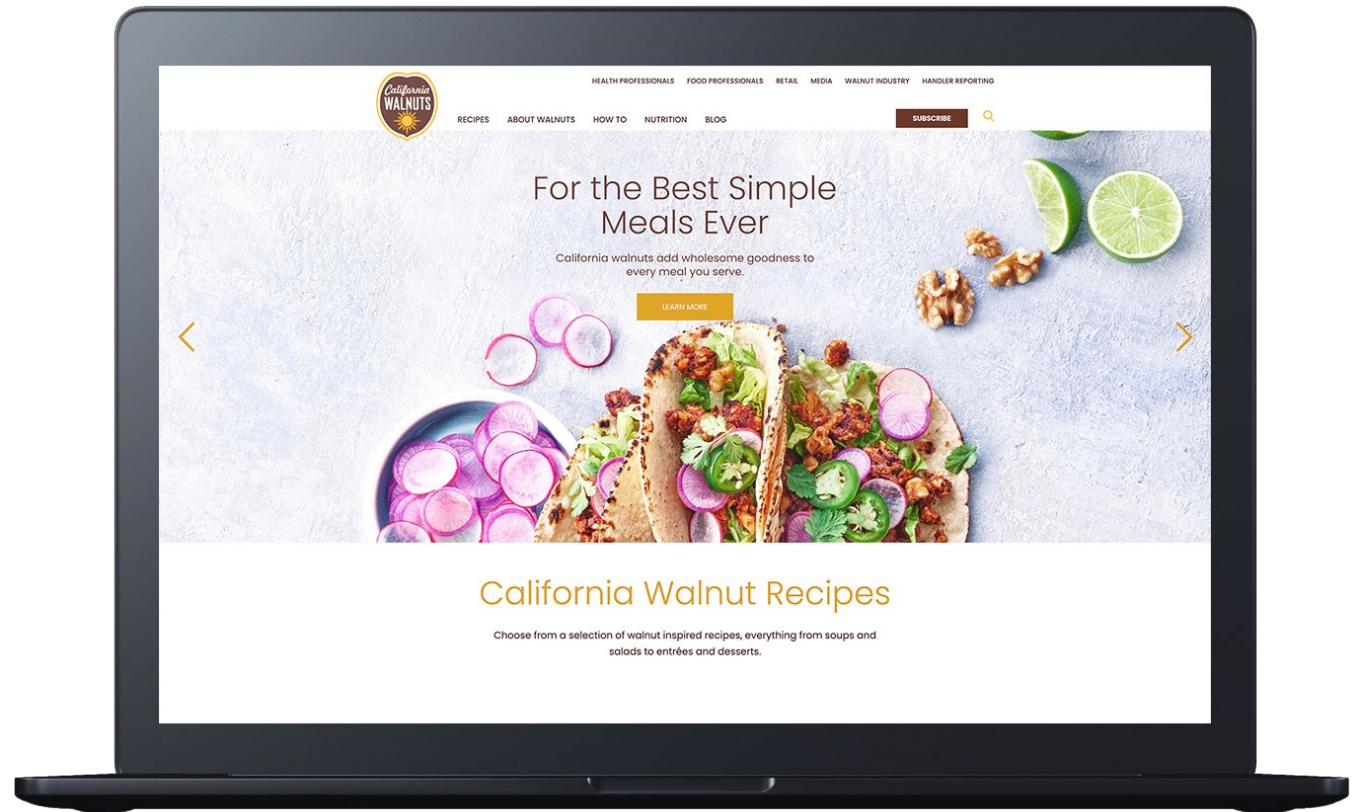 HEALTH PROFESSIONALS FOOD PROFESSIONALS RETAIL MEDIA WALNUT INDUSTRY HANDLER REPORTING
California
WALNUTS
RECIPES ABOUT WALNUTS HOW TO NUTRITION BLOG SUBSCRIBE
For the Best Simple
Meals Ever
California walnuts add wholesome goodness to
every meal you serve.
LEARN MORE
California Walnut Recipes
Choose from a selection of walnut inspired recipes, everything from soups and
salads to entrées and desserts.